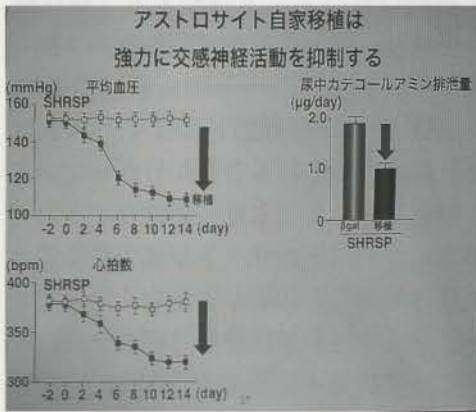 アストロサイト自家移植は
強力に交感神経活動を抑制する
(mmHg) 平均血圧
SHRSP
160
140
120
100
移植
-2 0 2 4 6 8 10 12 14 (day)
尿中カテコールアミン排泄量
(μg/day)
2.0
1.0
0
βgal 移植
SHRSP
(bpm) 心拍数
SHRSP
400
350
300
-2 0 2 4 6 8 10 12 14 (day)